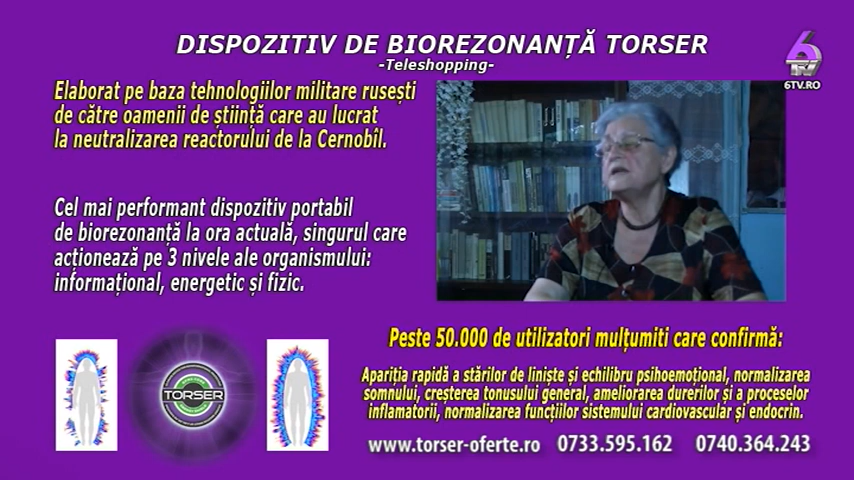 DISPOZITIV DE BIOREZONANȚĂ TORSER
-Teleshopping-
6TV
6TV.RO
Elaborat pe baza tehnologiilor militare rusești
de către oamenii de știință care au lucrat
la neutralizarea reactorului de la Cernobîl.
Cel mai performant dispozitiv portabil
de biorezonanță la ora actuală, singurul care
acționează pe 3 nivele ale organismului:
informațional, energetic și fizic.
TORSER
Peste 50.000 de utilizatori mulțumiti care confirmă:
Apariția rapidă a stărilor de liniște și echilibru psihoemoțional, normalizarea
somnului, creșterea tonusului general, ameliorarea durerilor și a proceselor
inflamatorii, normalizarea funcțiilor sistemului cardiovascular și endocrin.
www.torser-oferte.ro 0733.595.162 0740.364.243